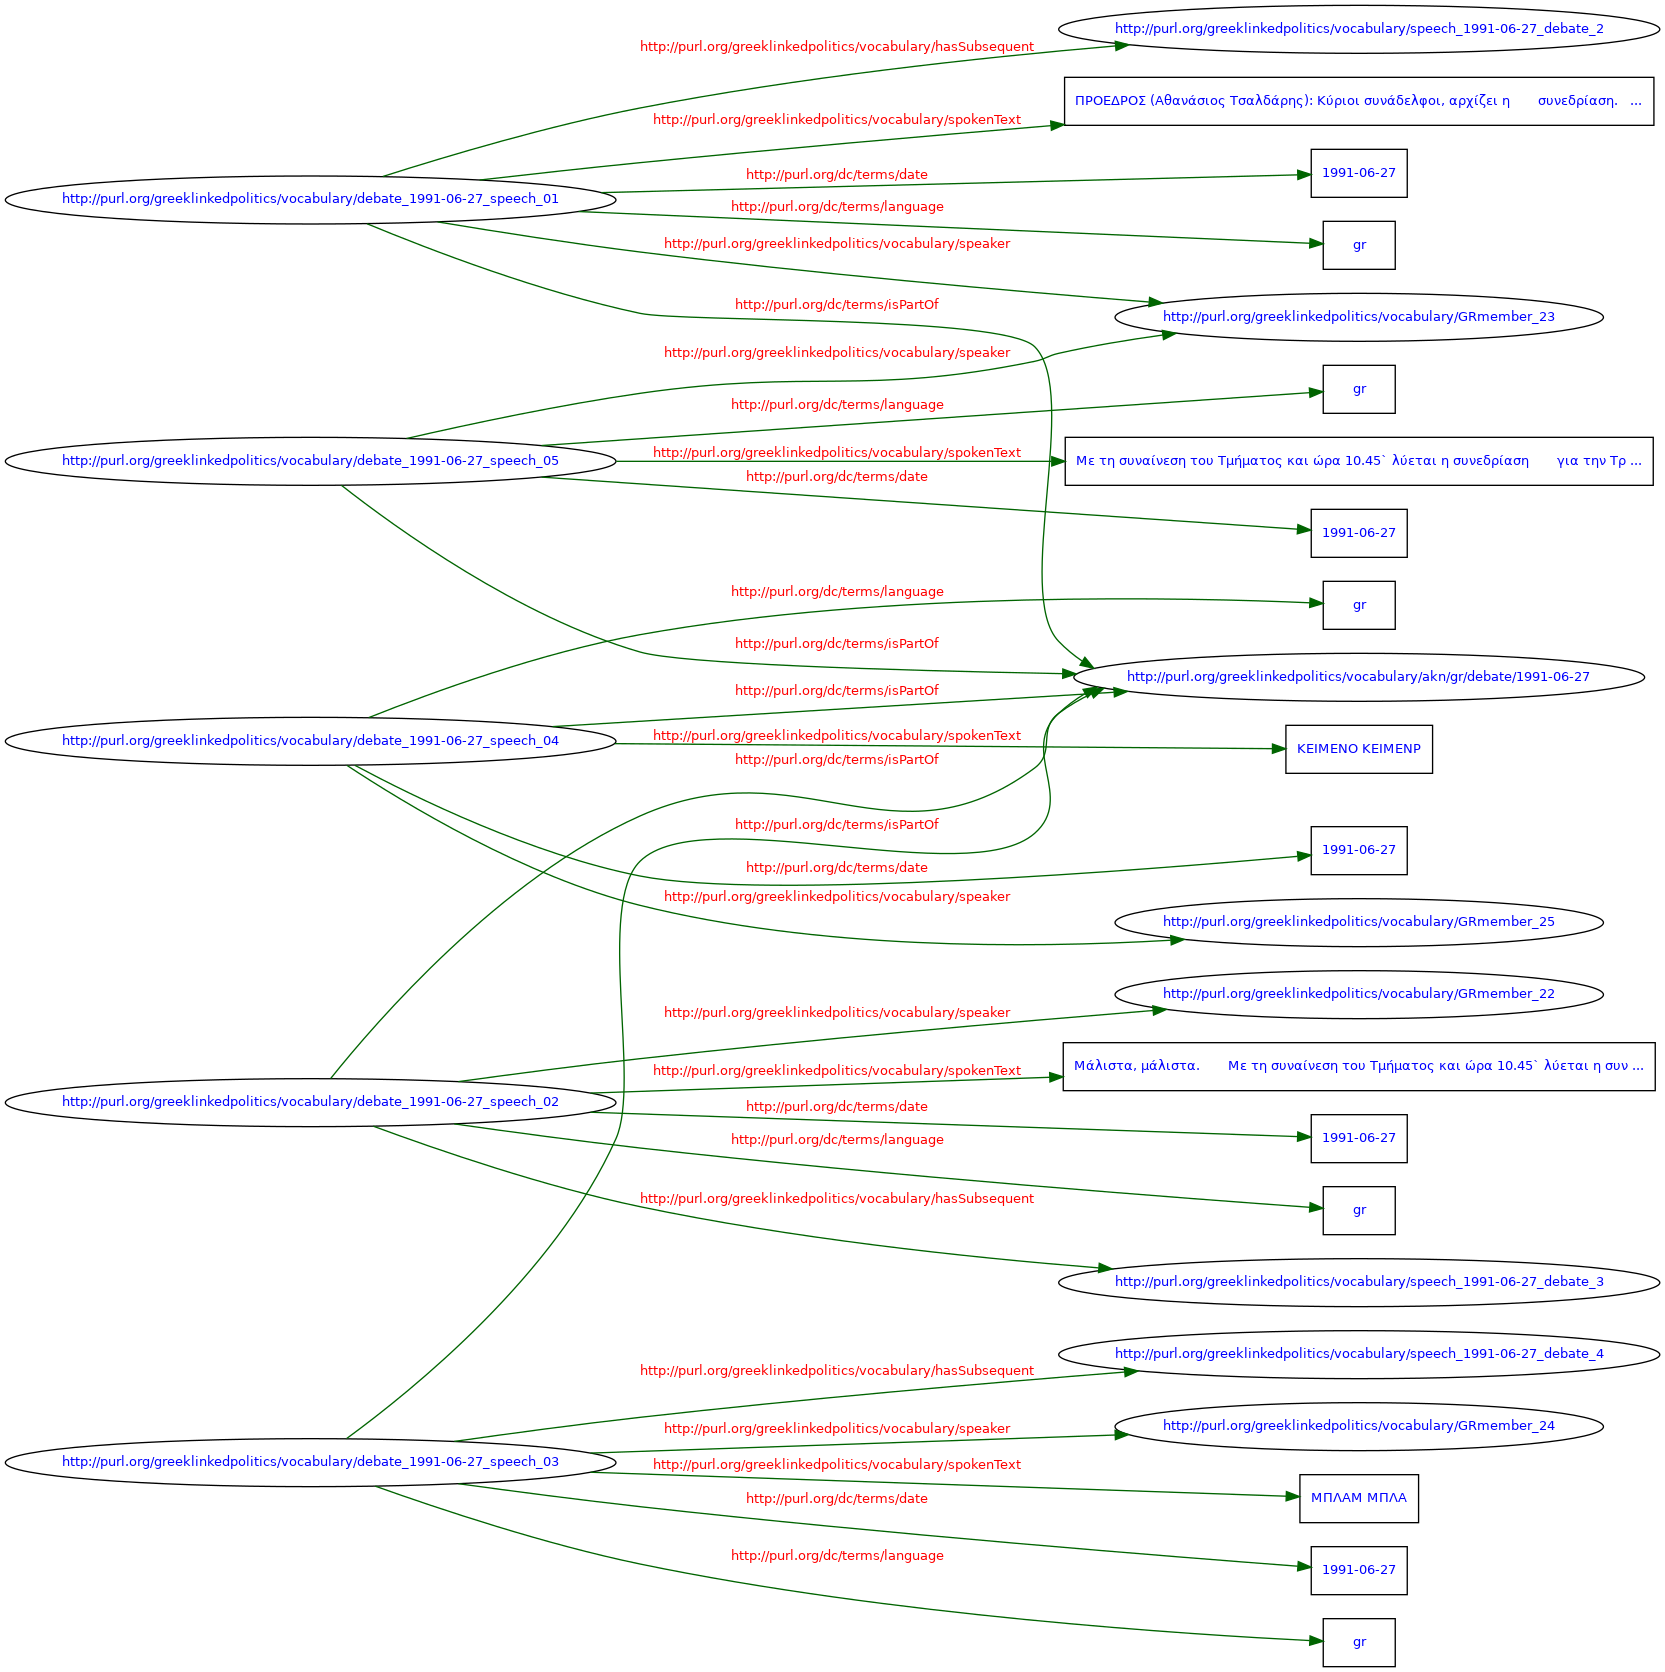 http://purl.org/greeklinkedpolitics/vocabulary/speech_1991-06-27_debate_2
http://purl.org/greeklinkedpolitics/vocabulary/hasSubsequent
ΠΡΟΕΔΡΟΣ (Αθανάσιος Τσαλδάρης): Κύριοι συνάδελφοι, αρχίζει η συνεδρίαση. ...
http://purl.org/greeklinkedpolitics/vocabulary/spokenText
http://purl.org/dc/terms/date
1991-06-27
http://purl.org/greeklinkedpolitics/vocabulary/debate_1991-06-27_speech_01
http://purl.org/dc/terms/language
http://purl.org/greeklinkedpolitics/vocabulary/speaker
gr
http://purl.org/dc/terms/isPartOf
http://purl.org/greeklinkedpolitics/vocabulary/GRmember_23
http://purl.org/greeklinkedpolitics/vocabulary/speaker
gr
http://purl.org/dc/terms/language
http://purl.org/greeklinkedpolitics/vocabulary/spokenText
http://purl.org/greeklinkedpolitics/vocabulary/debate_1991-06-27_speech_05
Με τη συναίνεση του Τμήματος και ώρα 10.45` λύεται η συνεδρίαση για την Τρ ...
http://purl.org/dc/terms/date
1991-06-27
http://purl.org/dc/terms/language
gr
http://purl.org/dc/terms/isPartOf
http://purl.org/greeklinkedpolitics/vocabulary/akn/gr/debate/1991-06-27
http://purl.org/dc/terms/isPartOf
http://purl.org/greeklinkedpolitics/vocabulary/spokenText
http://purl.org/greeklinkedpolitics/vocabulary/debate_1991-06-27_speech_04
ΚΕΙΜΕΝΟ ΚΕΙΜΕΝΡ
http://purl.org/dc/terms/isPartOf
http://purl.org/dc/terms/isPartOf
1991-06-27
http://purl.org/dc/terms/date
http://purl.org/greeklinkedpolitics/vocabulary/speaker
http://purl.org/greeklinkedpolitics/vocabulary/GRmember_25
http://purl.org/greeklinkedpolitics/vocabulary/GRmember_22
http://purl.org/greeklinkedpolitics/vocabulary/speaker
Μάλιστα, μάλιστα. Με τη συναίνεση του Τμήματος και ώρα 10.45` λύεται η συν ...
http://purl.org/greeklinkedpolitics/vocabulary/spokenText
http://purl.org/greeklinkedpolitics/vocabulary/debate_1991-06-27_speech_02
http://purl.org/dc/terms/date
1991-06-27
http://purl.org/dc/terms/language
http://purl.org/greeklinkedpolitics/vocabulary/hasSubsequent
gr
http://purl.org/greeklinkedpolitics/vocabulary/speech_1991-06-27_debate_3
http://purl.org/greeklinkedpolitics/vocabulary/speech_1991-06-27_debate_4
http://purl.org/greeklinkedpolitics/vocabulary/hasSubsequent
http://purl.org/greeklinkedpolitics/vocabulary/speaker
http://purl.org/greeklinkedpolitics/vocabulary/GRmember_24
http://purl.org/greeklinkedpolitics/vocabulary/debate_1991-06-27_speech_03
http://purl.org/greeklinkedpolitics/vocabulary/spokenText
http://purl.org/dc/terms/date
ΜΠΛΑΜ ΜΠΛΑ
http://purl.org/dc/terms/language
1991-06-27
gr